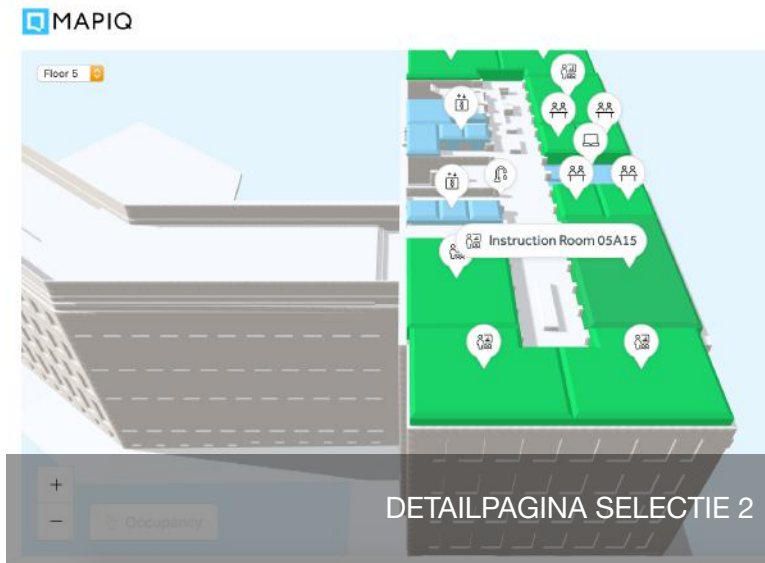 MAPIQ
Floor 5
Instruction Room 05A15
+
−
Occupancy
DETAILPAGINA SELECTIE 2